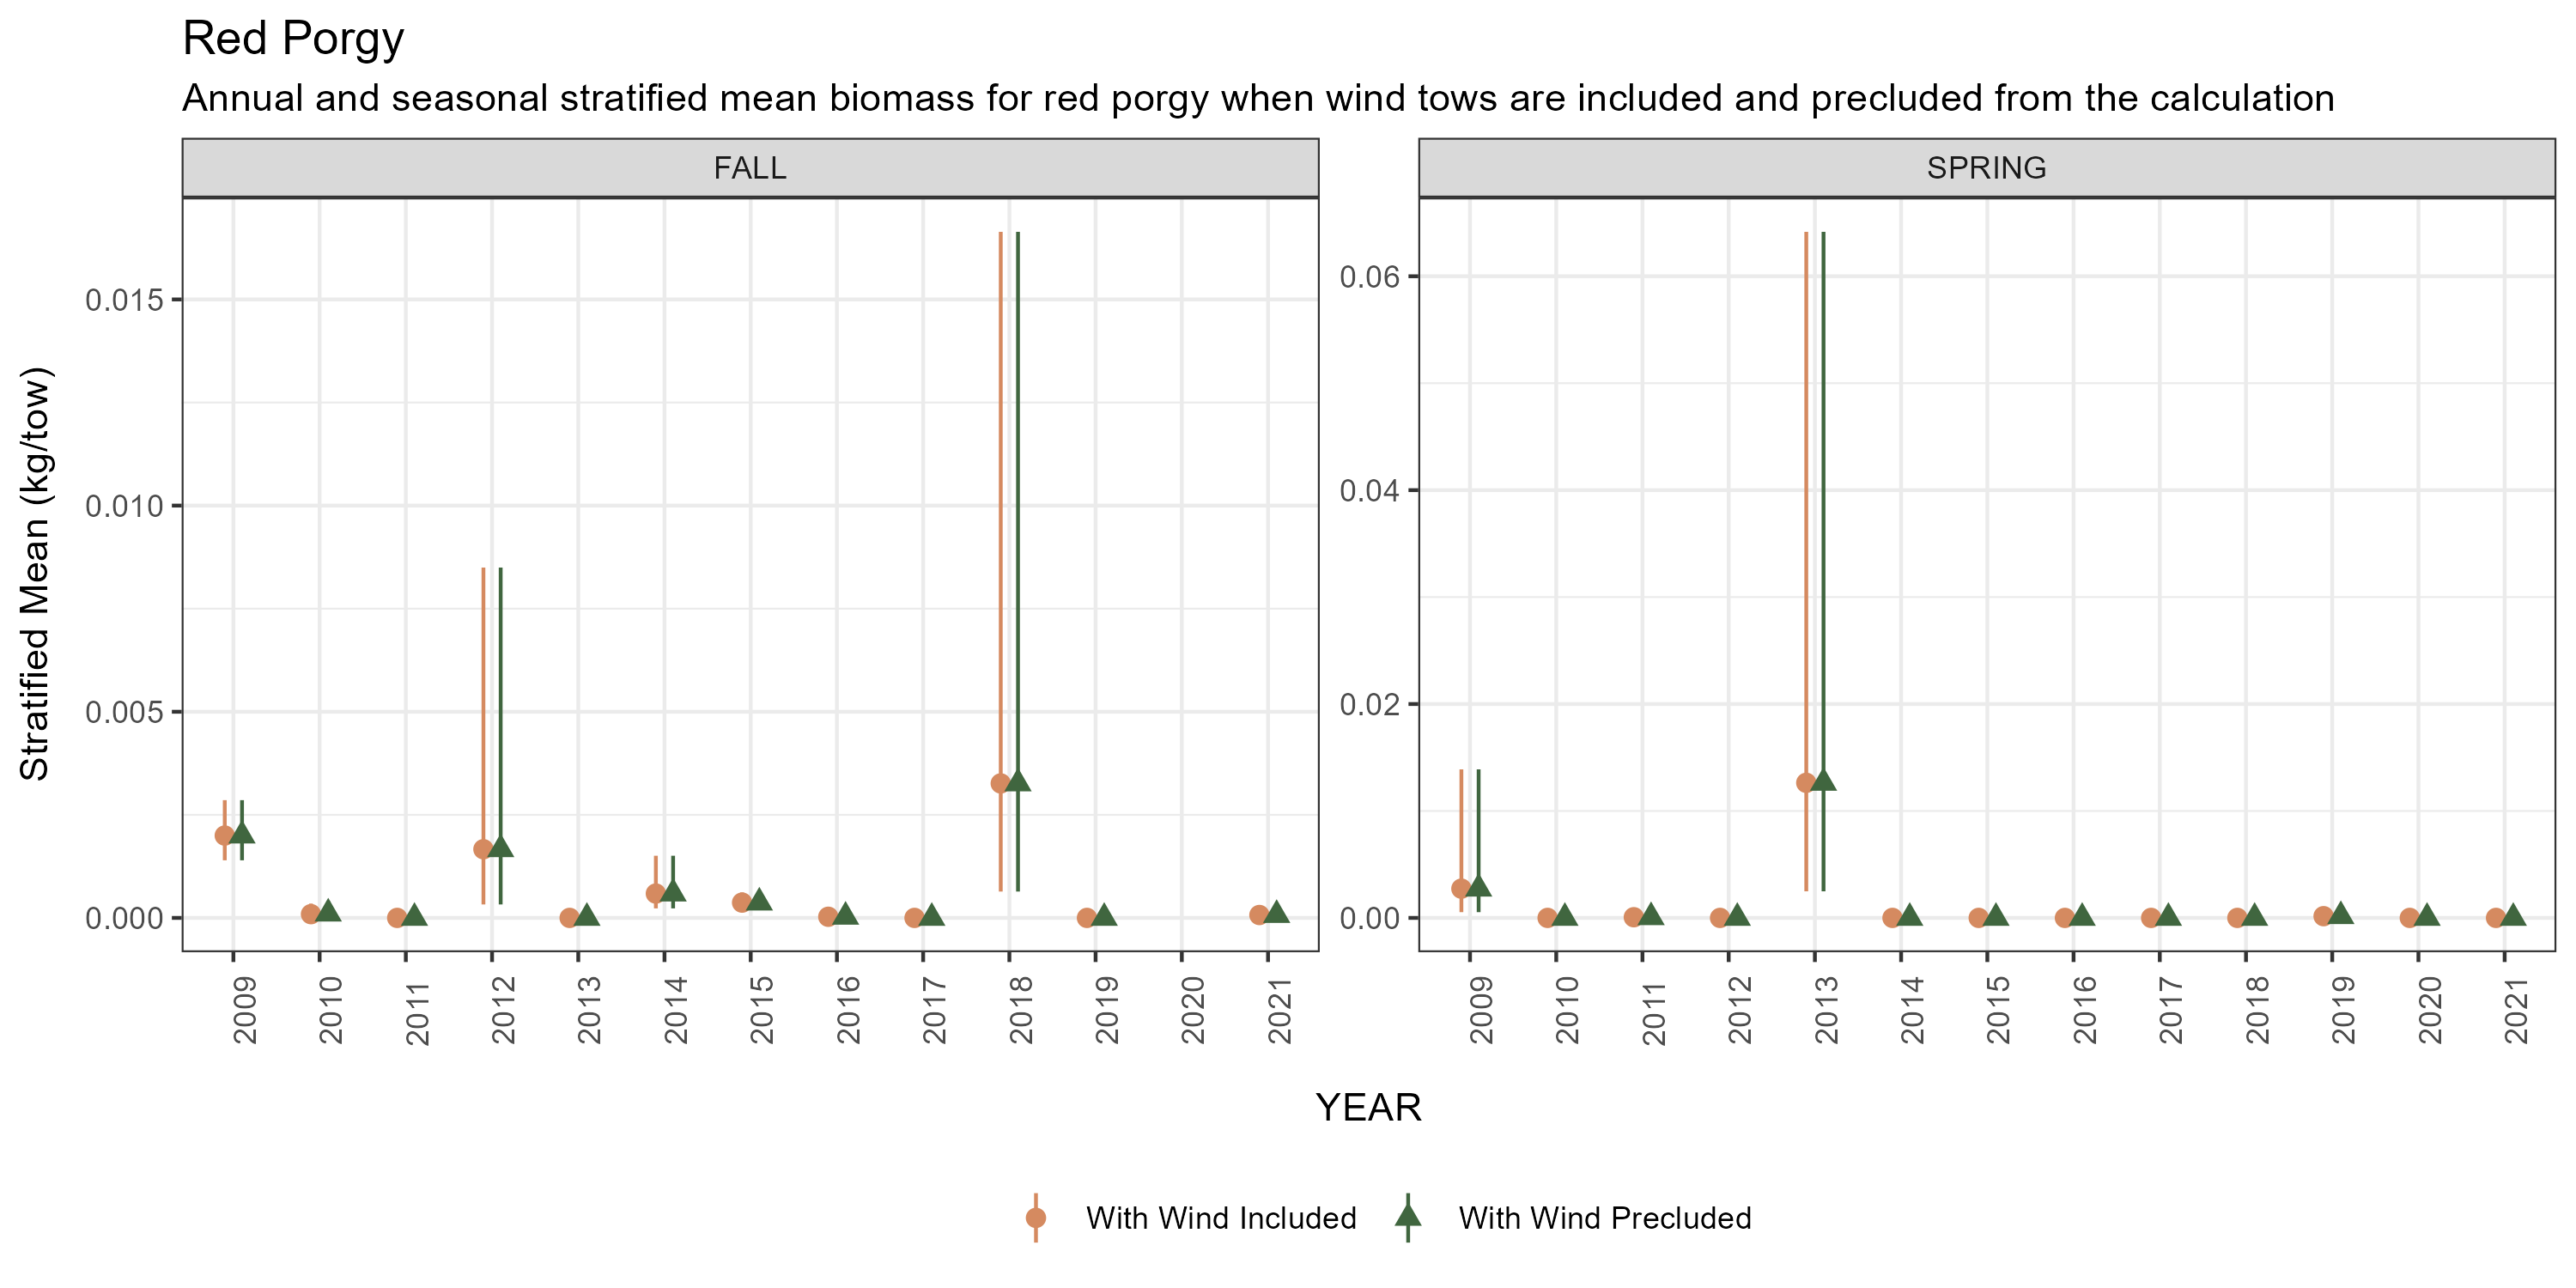 Red Porgy
Annual and seasonal stratified mean biomass for red porgy when wind tows are included and precluded from the calculation
FALL
SPRING
Stratified Mean (kg/tow)
0.015
0.010
0.005
0.000
0.06
0.04
0.02
0.00
2009 2010 2011 2012 2013 2014 2015 2016 2017 2018 2019 2020 2021
2009 2010 2011 2012 2013 2014 2015 2016 2017 2018 2019 2020 2021
YEAR
With Wind Included With Wind Precluded